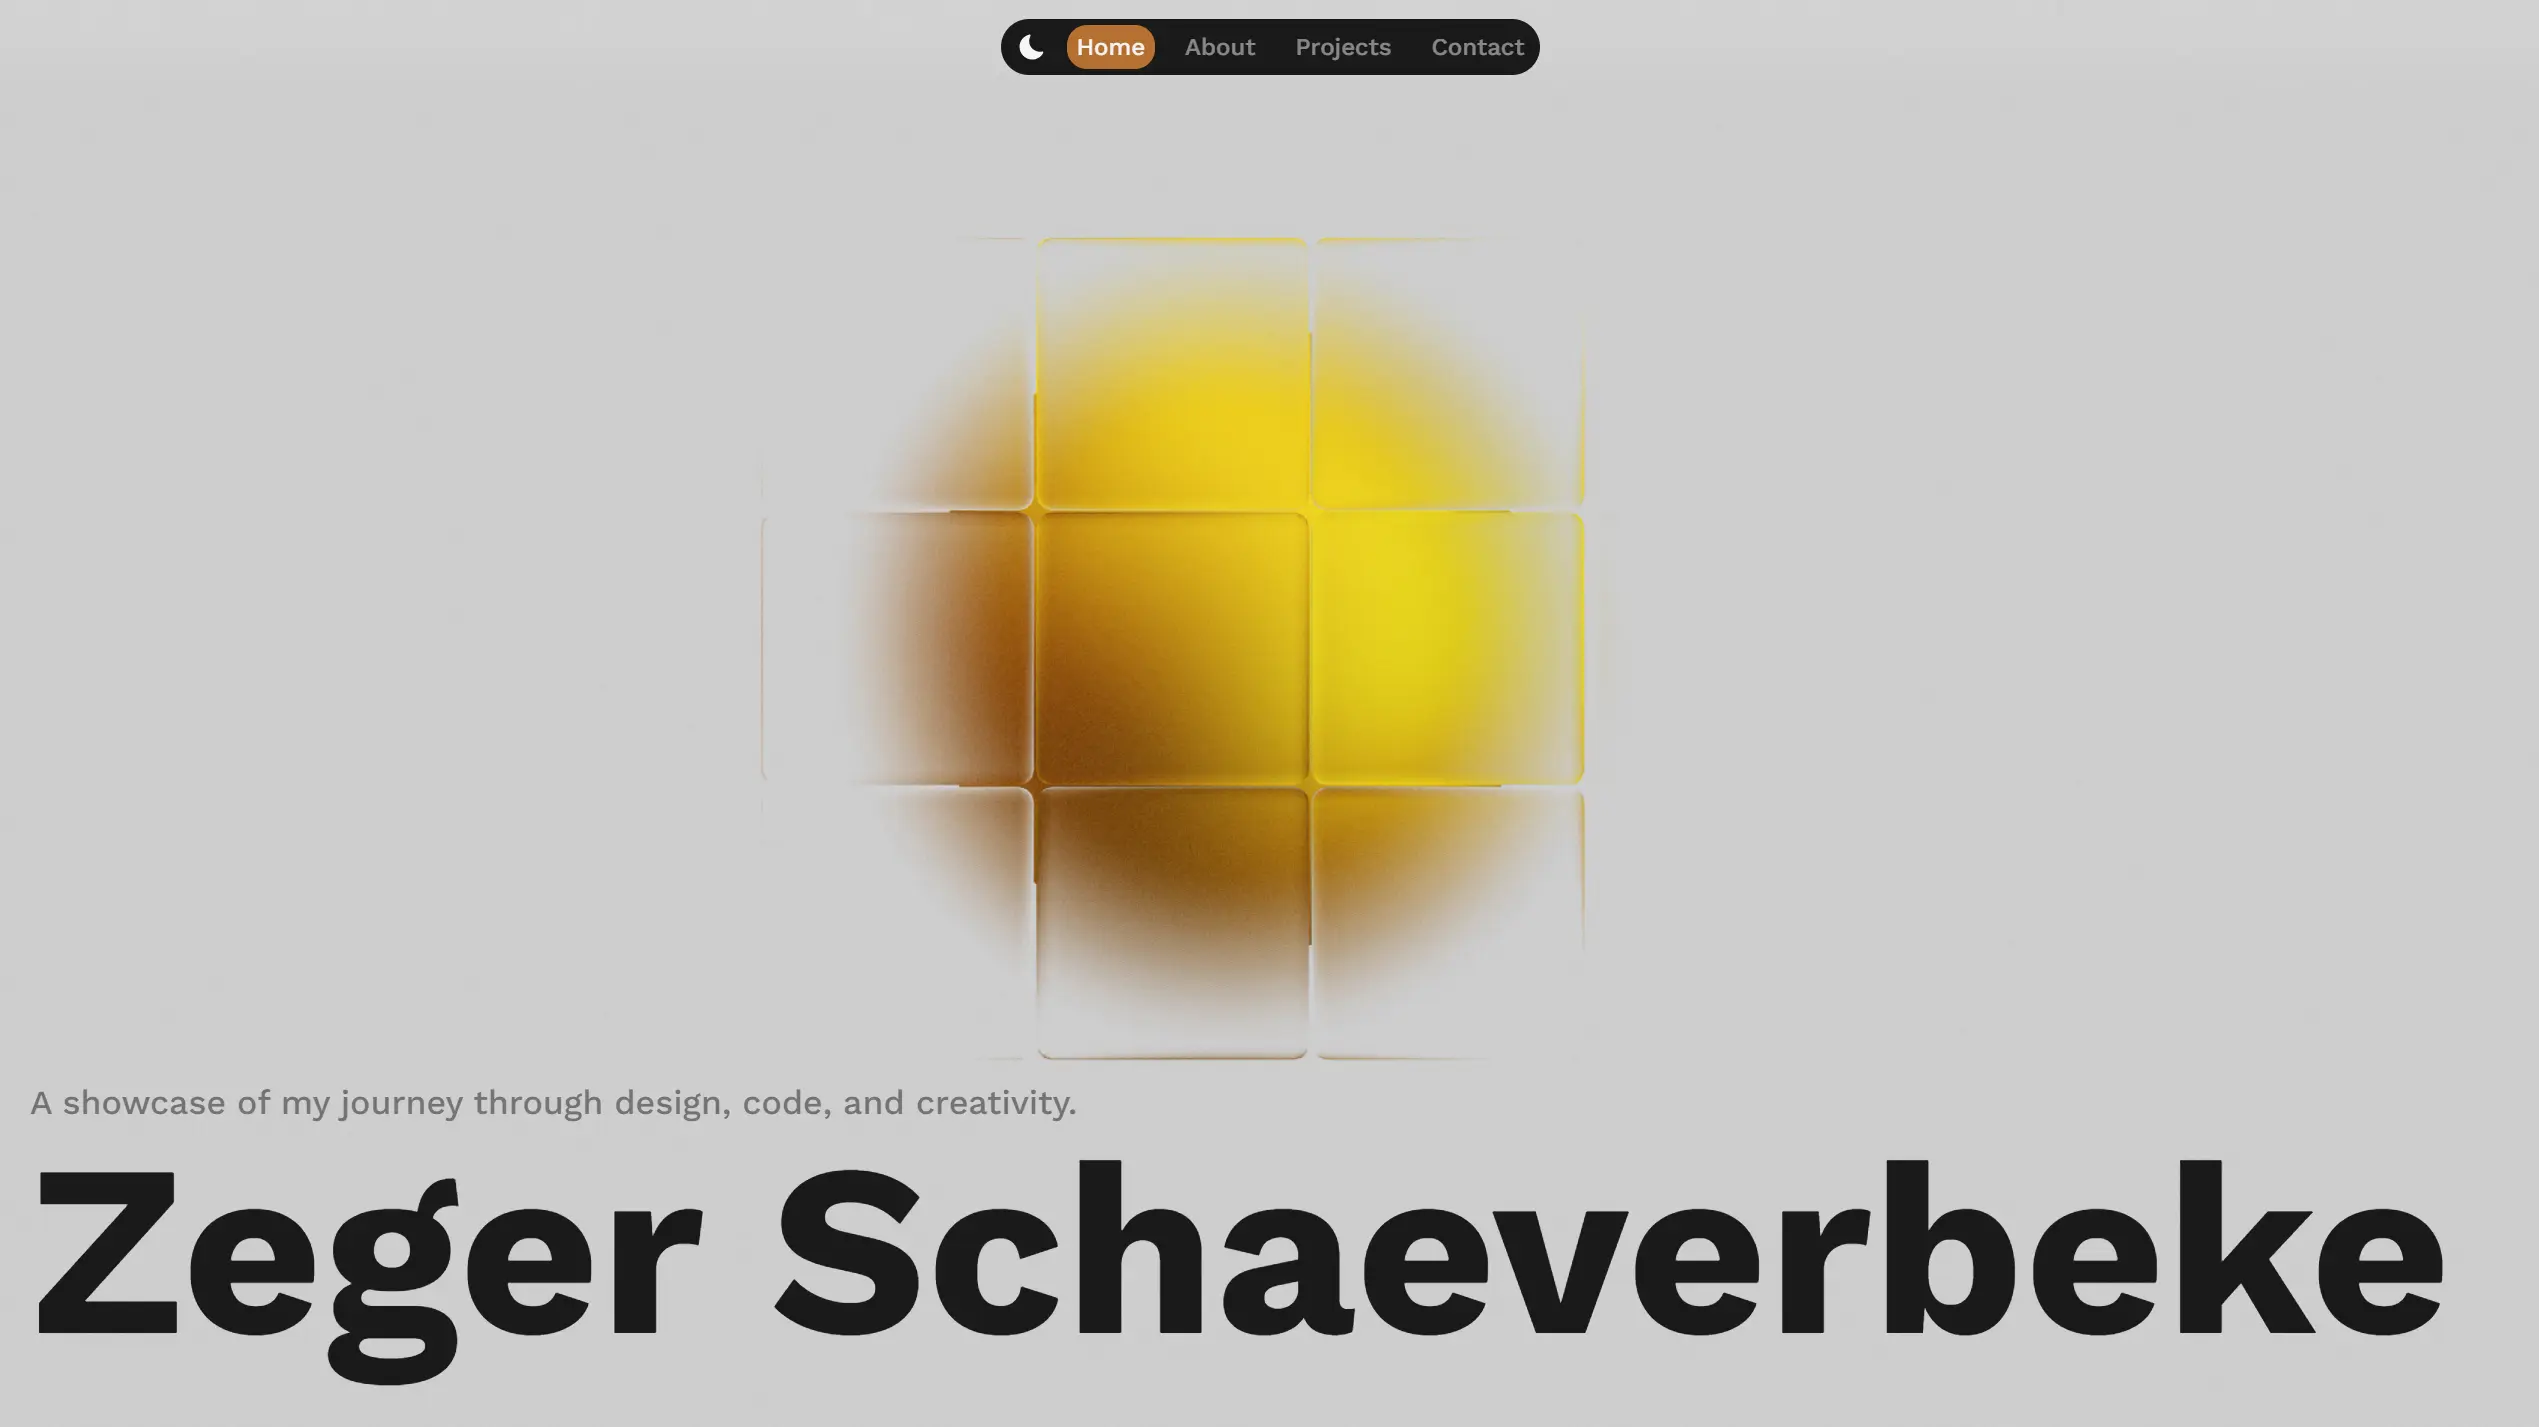 Home About Projects Contact
A showcase of my journey through design, code, and creativity.
Zeger Schaeverbeke